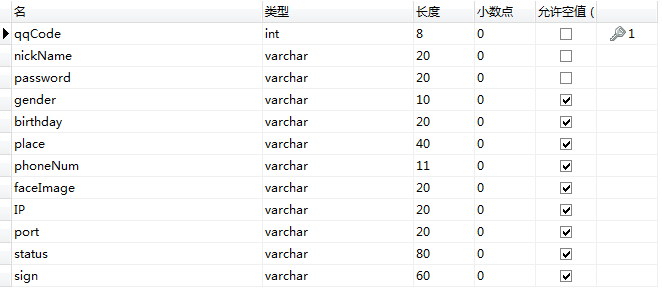 名 类型 长度 小数点 允许空值 (
qqCode int 8 0 1
nickName varchar 20 0
password varchar 20 0
gender varchar 10 0
birthday varchar 20 0
place varchar 40 0
phoneNum varchar 11 0
faceImage varchar 20 0
IP varchar 20 0
port varchar 20 0
status varchar 80 0
sign varchar 60 0